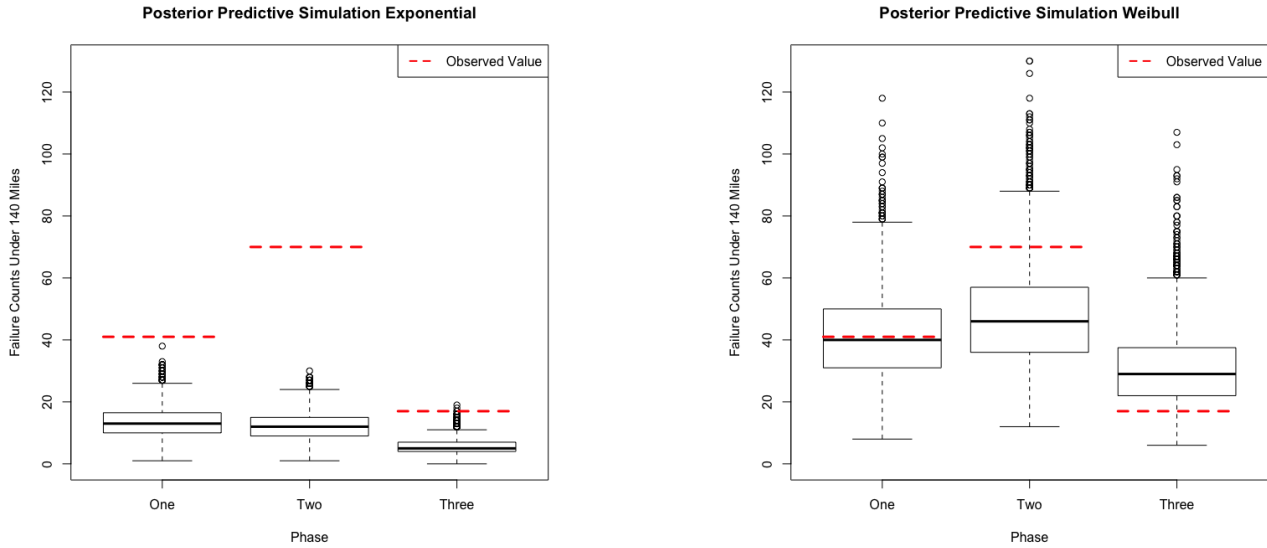 Posterior Predictive Simulation Exponential
Observed Value
Failure Counts Under 140 Miles
120
100
80
60
40
20
0
One Two Three
Phase
Posterior Predictive Simulation Weibull
Observed Value
Failure Counts Under 140 Miles
120
100
80
60
40
20
0
One Two Three
Phase